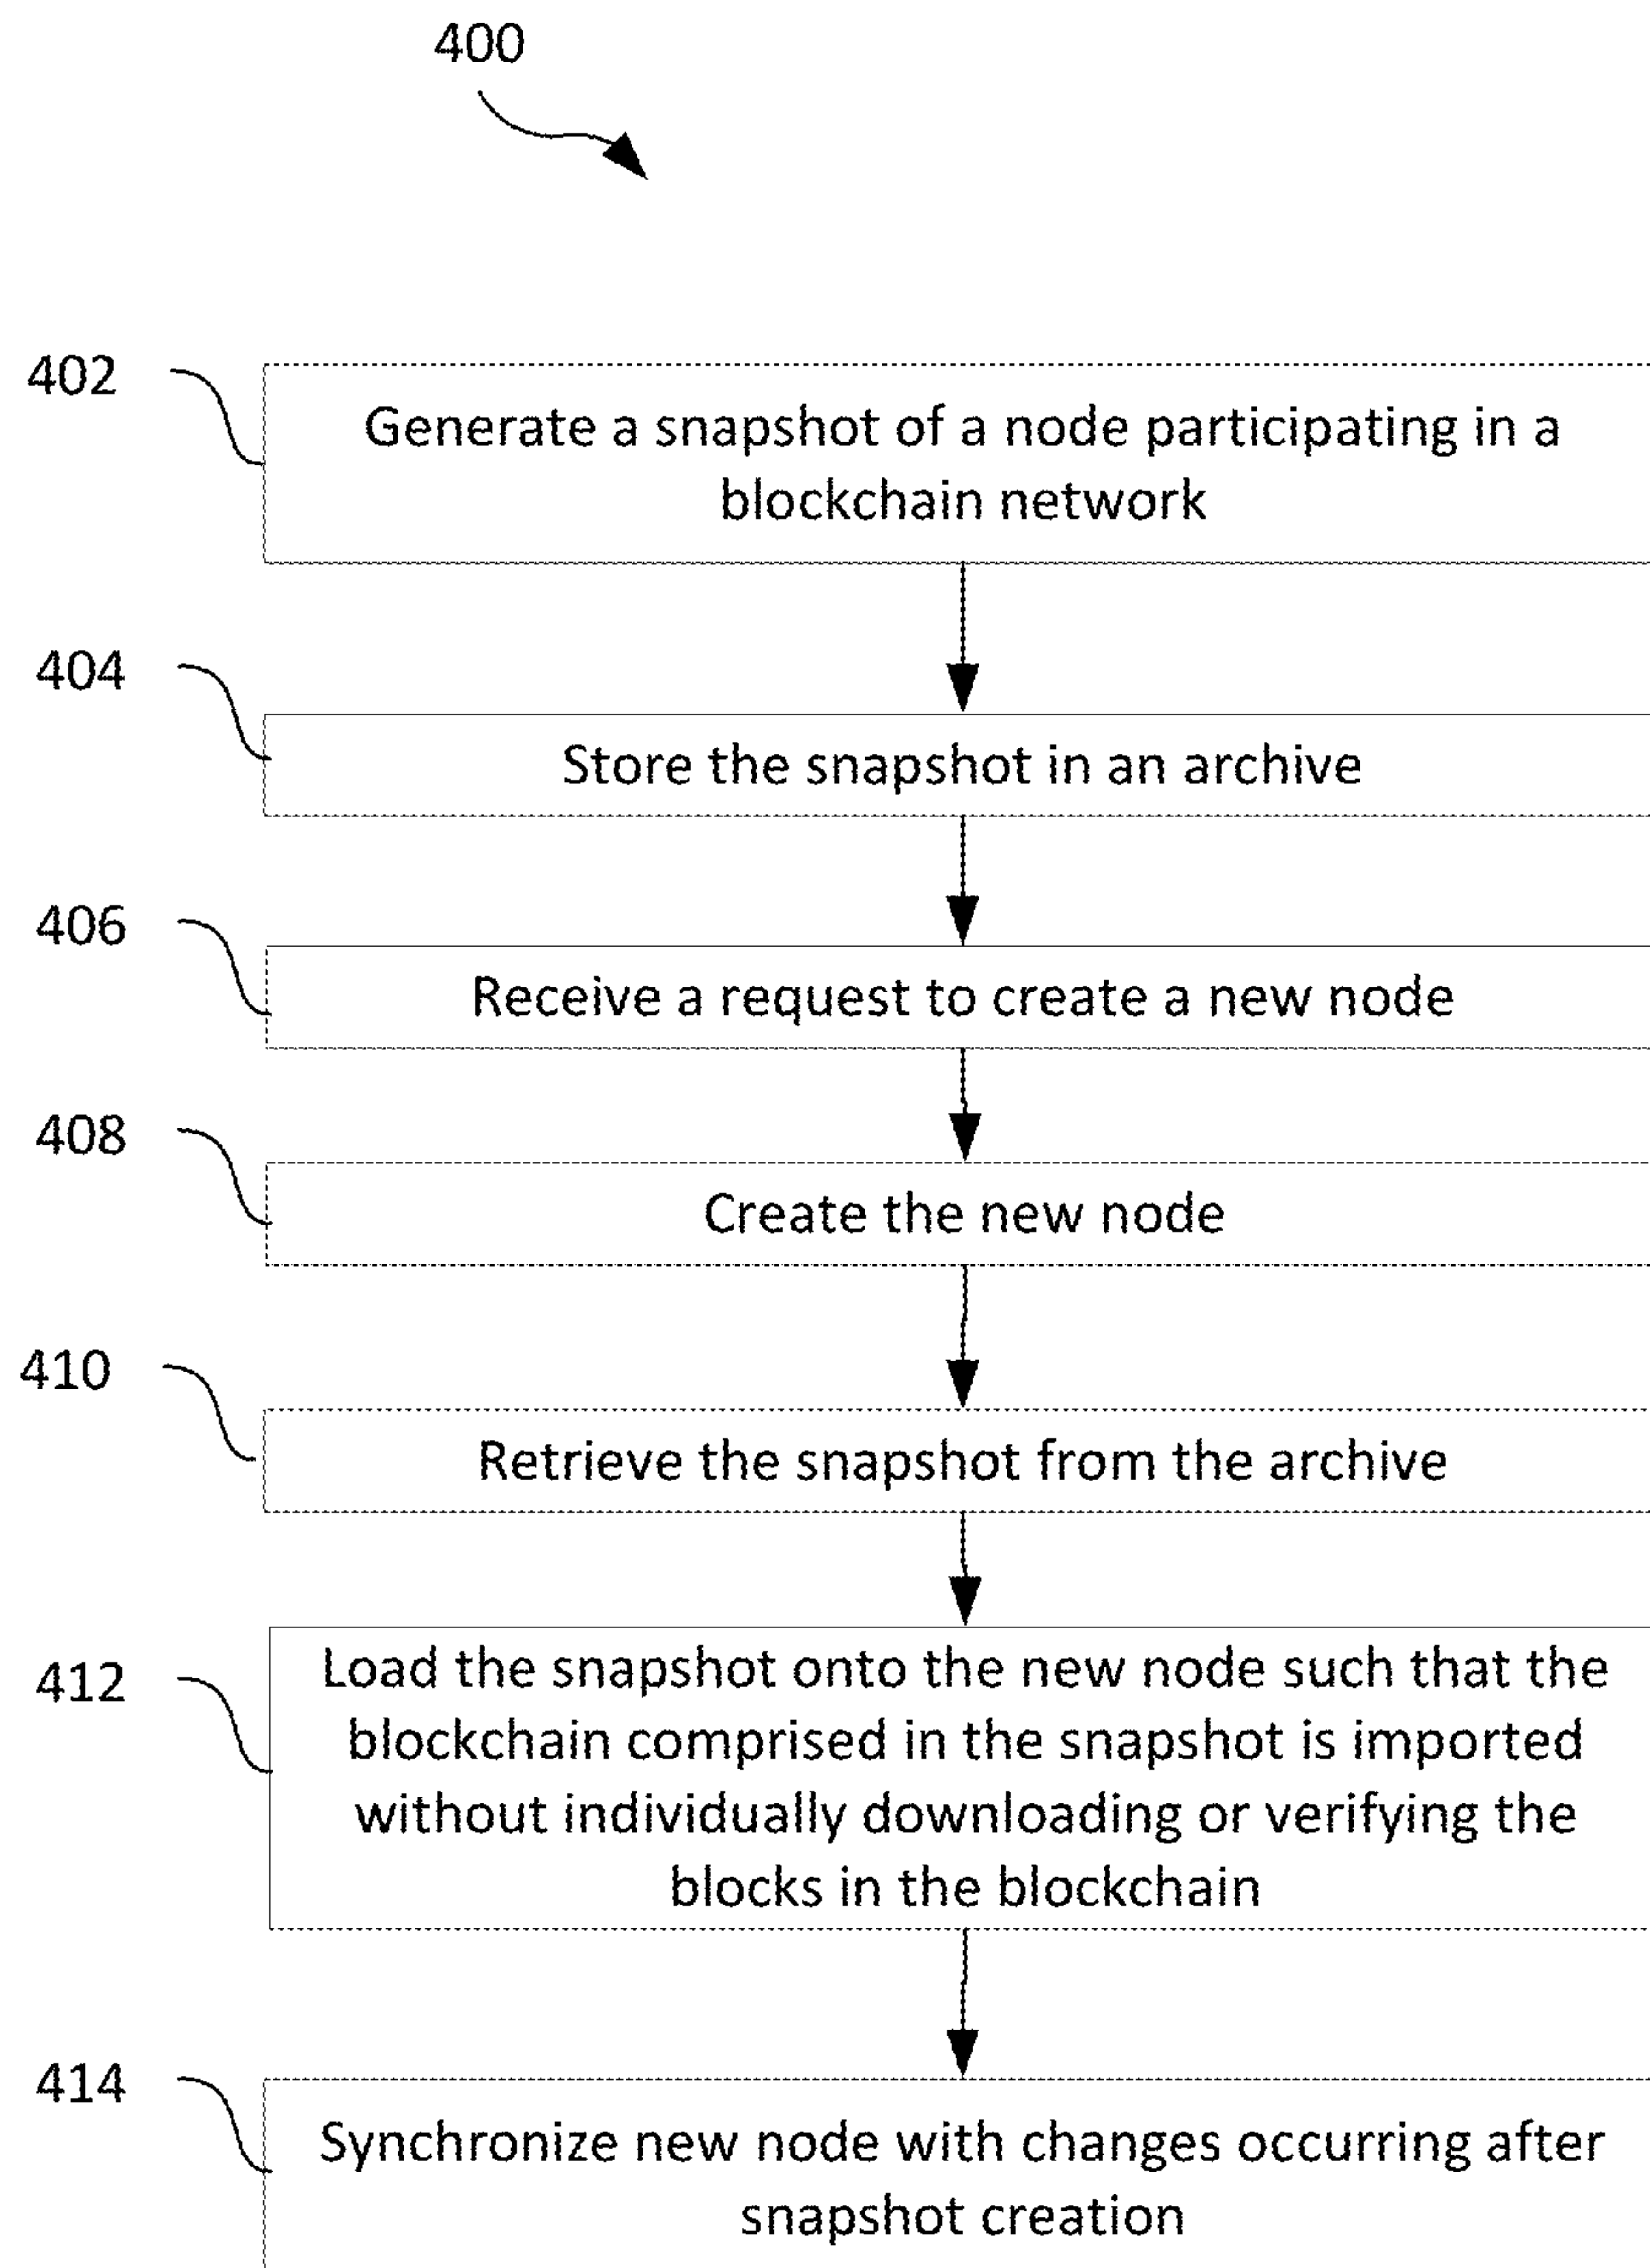 400
402
Generate a snapshot of a node participating in a
blockchain network
404
Store the snapshot in an archive
406
Receive a request to create a new node
408
Create the new node
410
Retrieve the snapshot from the archive
412
Load the snapshot onto the new node such that the
blockchain comprised in the snapshot is imported
without individually downloading or verifying the
blocks in the blockchain
414
Synchronize new node with changes occurring after
snapshot creation